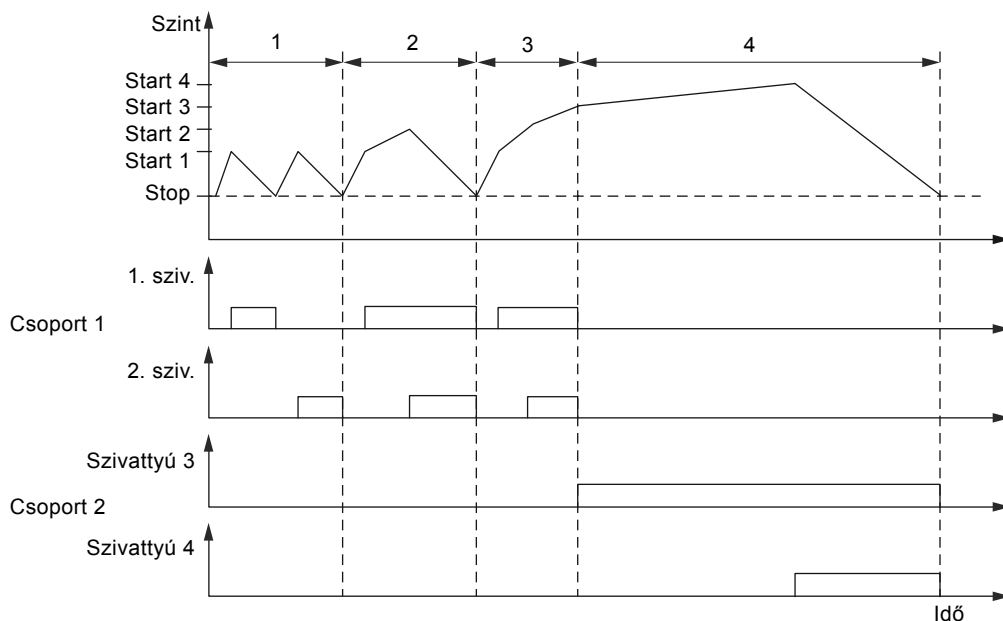 Szint
1
2
3
4
Start 4
Start 3
Start 2
Start 1
Stop
1. sziv.
Csoport 1
2. sziv.
Szivattyú 3
Csoport 2
Szivattyú 4
Idő